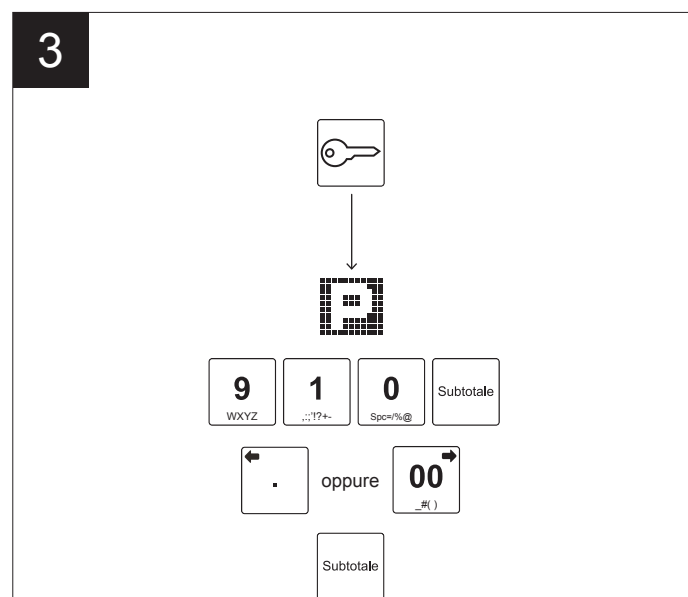 3
P
9 1 0 Subtotale
WXYZ .:;'!?+- Spc=/%@
. oppure 00
_#( )
Subtotale